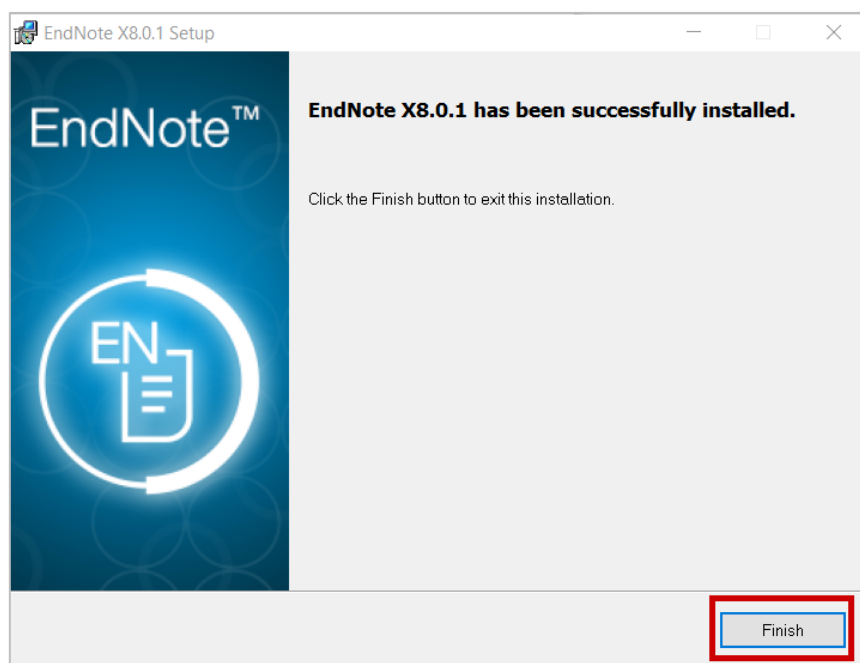 EndNote X8.0.1 Setup
EndNote™
EndNote X8.0.1 has been successfully installed.
Click the Finish button to exit this installation.
EN
Finish